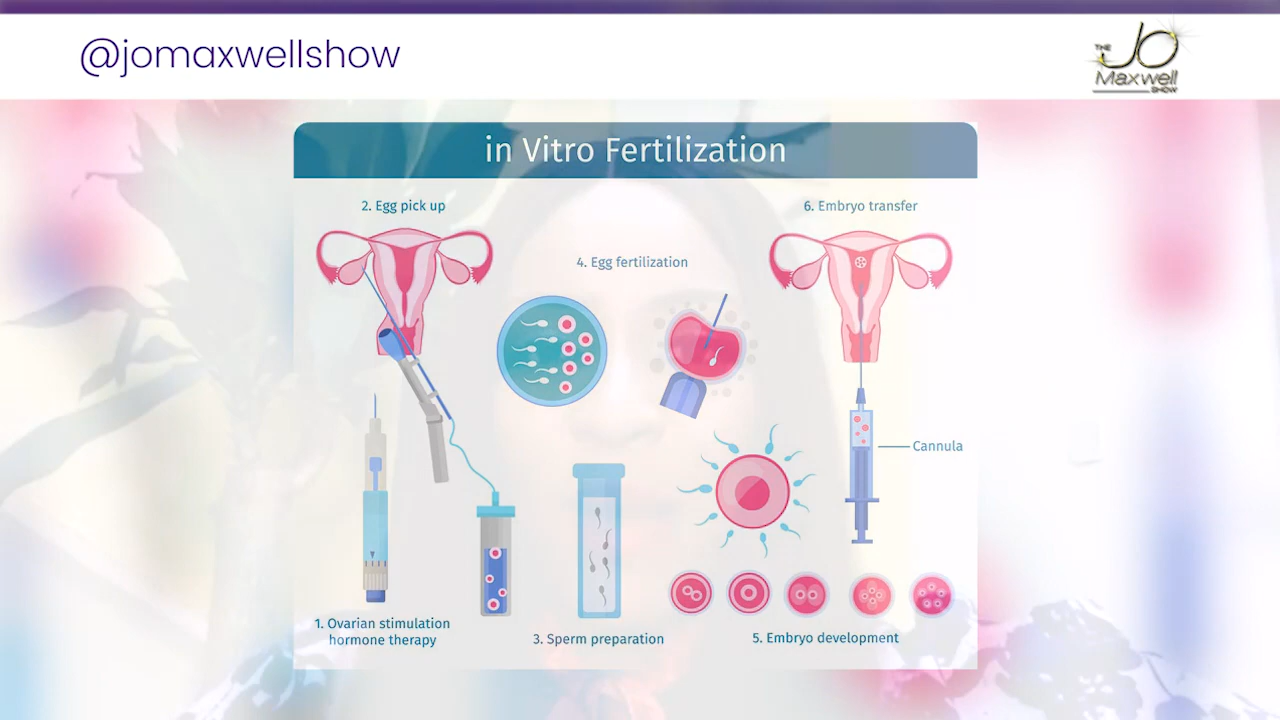 @jomaxwellshow
THE
Jo
Maxwell
SHOW
in Vitro Fertilization
2. Egg pick up
6. Embryo transfer
4. Egg fertilization
Cannula
1. Ovarian stimulation
hormone therapy
3. Sperm preparation
5. Embryo development